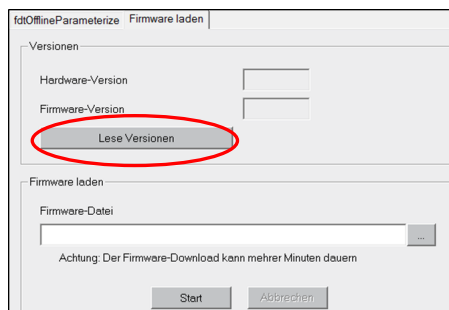 fdtOfflineParameterize Firmware laden
Versionen
Hardware-Version
Firmware-Version
Lese Versionen
Firmware laden
Firmware-Datei
...
Achtung: Der Firmware-Download kann mehrer Minuten dauern
Start Abbrechen